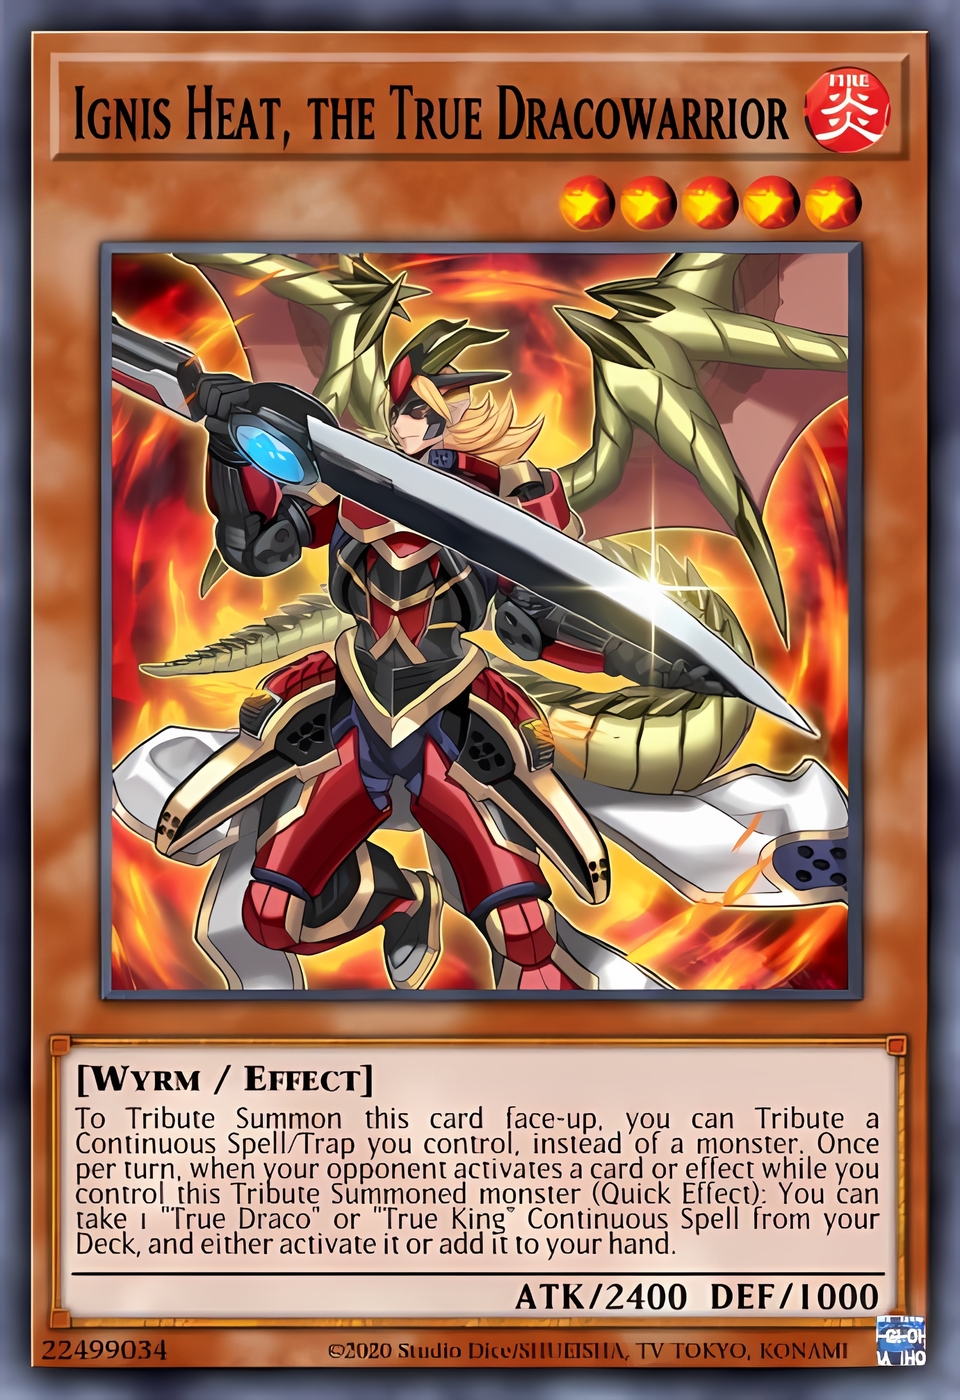 Ignis Heat, the True Dracowarrior
炎
[Wyrm / Effect]
To Tribute Summon this card face-up, you can Tribute a
Continuous Spell/Trap you control, instead of a monster. Once
per turn, when your opponent activates a card or effect while you
control this Tribute Summoned monster (Quick Effect): You can
take 1 "True Draco" or "True King" Continuous Spell from your
Deck, and either activate it or add it to your hand.
ATK/2400 DEF/1000
22499034
©2020 Studio Dice/SHUEISHA, TV TOKYO, KONAMI